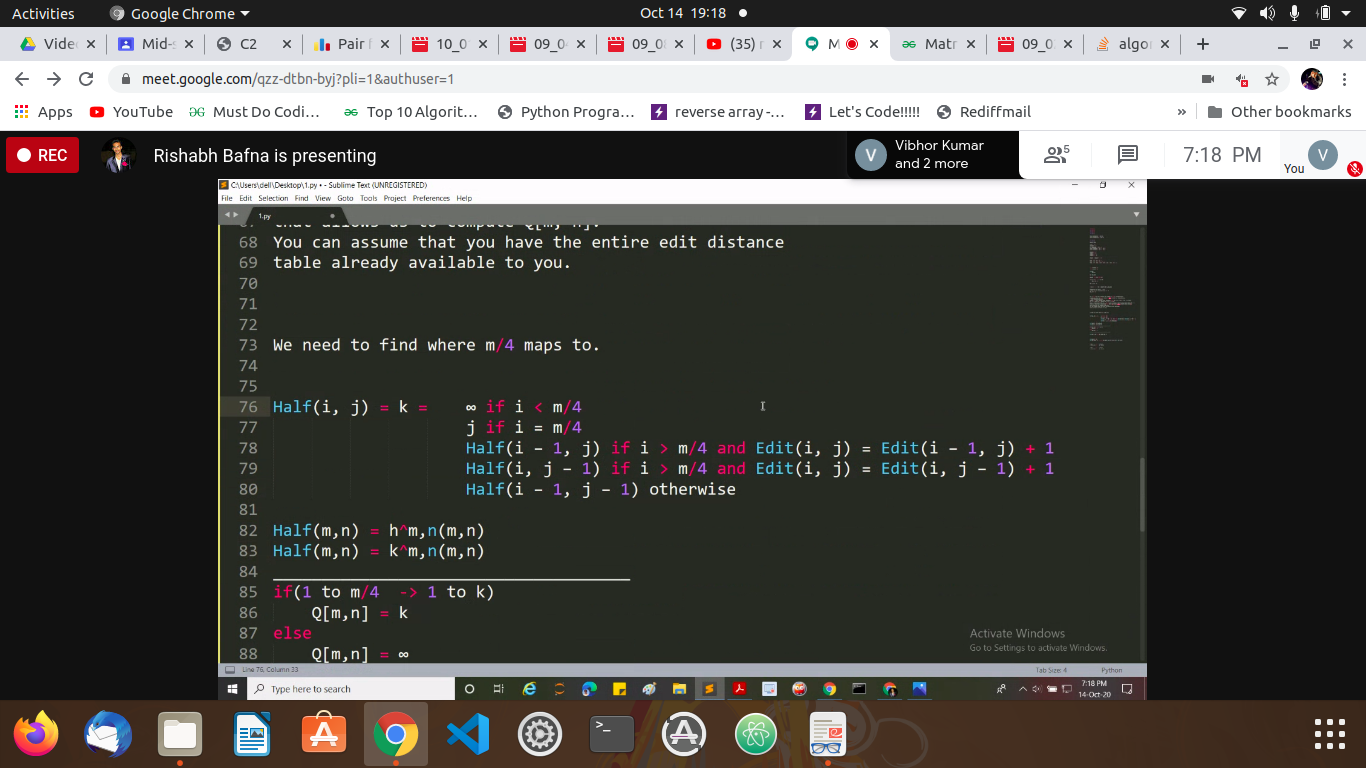 Activities
Google Chrome
Oct 14 19:18
Vide
Mid-s
C2
Pair f
10_0
09_0
09_0
(35) r
M
Matr
09_0
algo
meet.google.com/qzz-dtbn-byj?pli=1&authuser=1
Apps
YouTube
Must Do Codi...
Top 10 Algorit...
Python Progra...
reverse array -...
Let's Code!!!!!
Rediffmail
»
Other bookmarks
REC
Rishabh Bafna is presenting
V
Vibhor Kumar
and 2 more
5
7:18 PM
You
V
C:\Users\dell\Desktop\1.py • - Sublime Text (UNREGISTERED)
File Edit Selection Find View Goto Tools Project Preferences Help
1.py
67 that allows us to compute Q[m, n].
68 You can assume that you have the entire edit distance
69 table already available to you.
70
71
72
73 We need to find where m/4 maps to.
74
75
76 Half(i, j) = k = ∞ if i < m/4
77 j if i = m/4
78 Half(i – 1, j) if i > m/4 and Edit(i, j) = Edit(i – 1, j) + 1
79 Half(i, j – 1) if i > m/4 and Edit(i, j) = Edit(i, j – 1) + 1
80 Half(i – 1, j – 1) otherwise
81
82 Half(m,n) = h^m,n(m,n)
83 Half(m,n) = k^m,n(m,n)
84 _____________________________________
85 if(1 to m/4 -> 1 to k)
86 Q[m,n] = k
87 else
88 Q[m,n] = ∞
Activate Windows
Go to Settings to activate Windows.
Line 76, Column 33
Tab Size: 4
Python
Type here to search
7:18 PM
14-Oct-20